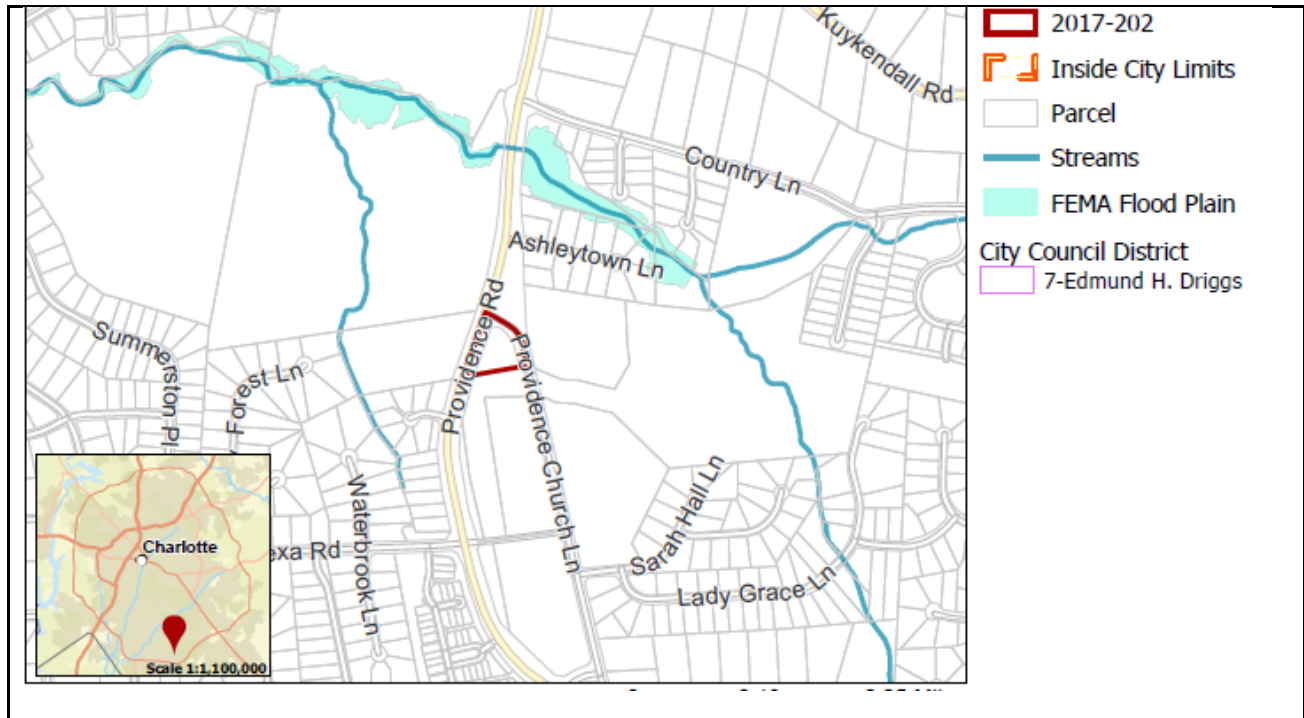 Kuykendall Rd
Country Ln
Ashleytown Ln
Providence Rd
Providence Church Ln
Summerston Pl
Forest Ln
Waterbrook Ln
exa Rd
Sarah Hall Ln
Lady Grace Ln
Charlotte
Scale 1:1,100,000
2017-202
Inside City Limits
Parcel
Streams
FEMA Flood Plain
City Council District
7-Edmund H. Driggs